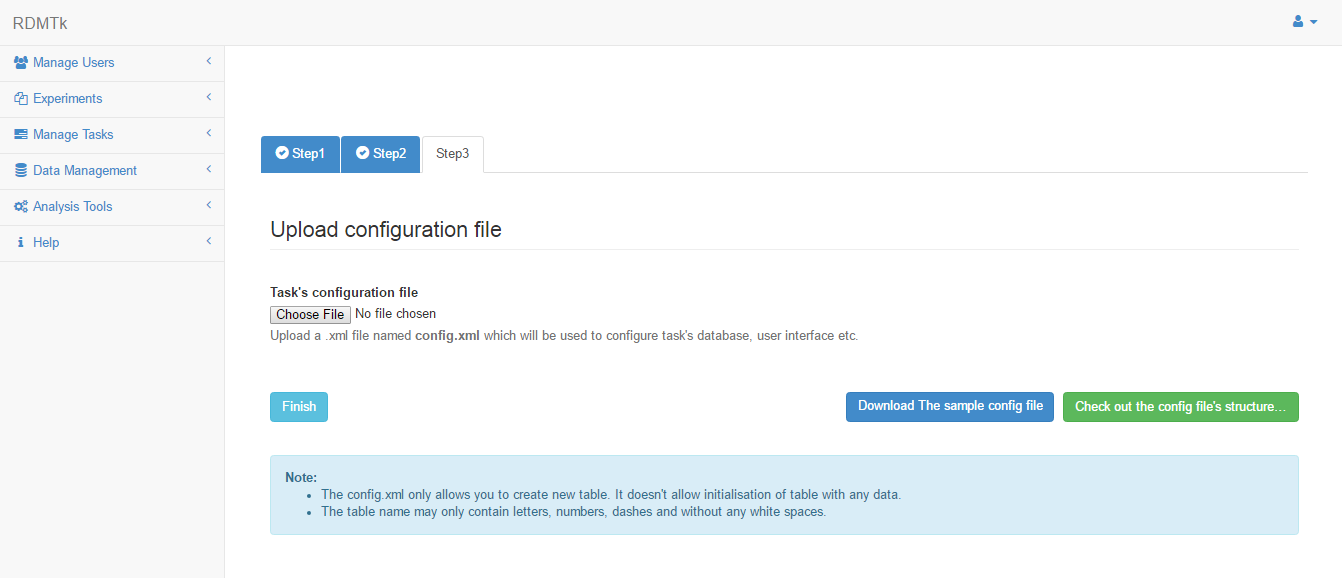 RDMTk
Manage Users
Experiments
Manage Tasks
Data Management
Analysis Tools
Help
Step1 Step2 Step3
Upload configuration file
Task's configuration file
Choose File No file chosen
Upload a .xml file named config.xml which will be used to configure task's database, user interface etc.
Finish Download The sample config file Check out the config file's structure...
Note:
• The config.xml only allows you to create new table. It doesn't allow initialisation of table with any data.
• The table name may only contain letters, numbers, dashes and without any white spaces.